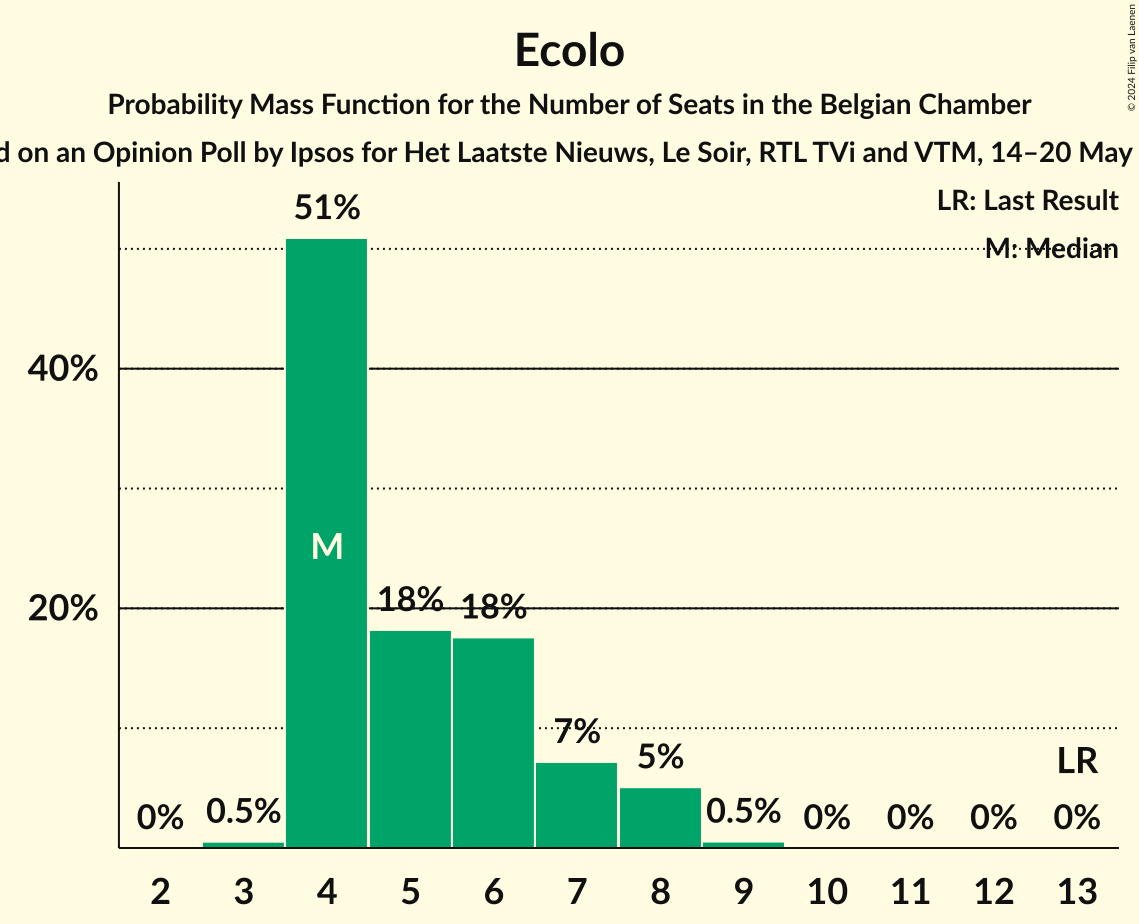 Ecolo
Probability Mass Function for the Number of Seats in the Belgian Chamber
on an Opinion Poll by Ipsos for Het Laatste Nieuws, Le Soir, RTL TVi and VTM, 14–20 May
© 2024 Filip van Laenen
LR: Last Result
M: Median
51%
40%
M
20%
18%
18%
7%
5%
LR
0%
0.5%
0.5%
0%
0%
0%
0%
2 3 4 5 6 7 8 9 10 11 12 13